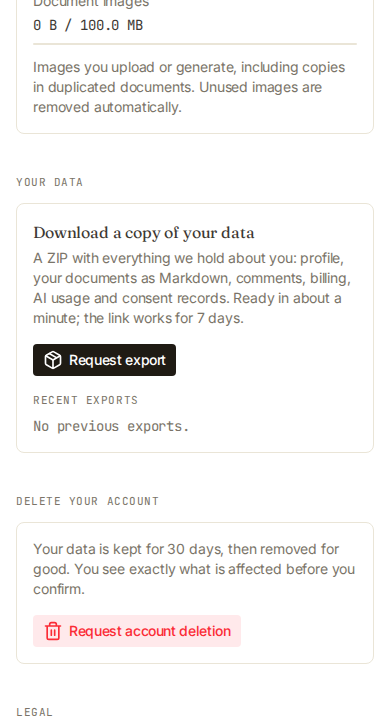 Document images
0 B / 100.0 MB
Images you upload or generate, including copies
in duplicated documents. Unused images are
removed automatically.
YOUR DATA
Download a copy of your data
A ZIP with everything we hold about you: profile,
your documents as Markdown, comments, billing,
AI usage and consent records. Ready in about a
minute; the link works for 7 days.
Request export
RECENT EXPORTS
No previous exports.
DELETE YOUR ACCOUNT
Your data is kept for 30 days, then removed for
good. You see exactly what is affected before you
confirm.
Request account deletion
LEGAL